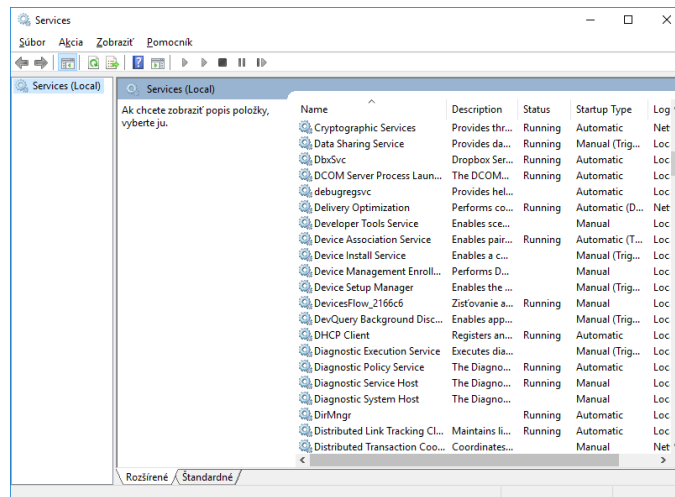 Services
Súbor Akcia Zobraziť Pomocník
Services (Local)
Services (Local)
Ak chcete zobraziť popis položky,
vyberte ju.
Name Description Status Startup Type Log
Cryptographic Services Provides thr... Running Automatic Net
Data Sharing Service Provides da... Running Manual (Trig... Loc
DbxSvc Dropbox Ser... Running Automatic Loc
DCOM Server Process Laun... The DCOM... Running Automatic Loc
debugregsvc Provides hel... Automatic Loc
Delivery Optimization Performs co... Running Automatic (D... Net
Developer Tools Service Enables sce... Manual Loc
Device Association Service Enables pair... Running Automatic (T... Loc
Device Install Service Enables a c... Manual (Trig... Loc
Device Management Enroll... Performs D... Manual Loc
Device Setup Manager Enables the ... Manual (Trig... Loc
DevicesFlow_2166c6 Zisťovanie a... Running Manual Loc
DevQuery Background Disc... Enables app... Manual (Trig... Loc
DHCP Client Registers an... Running Automatic Loc
Diagnostic Execution Service Executes dia... Manual (Trig... Loc
Diagnostic Policy Service The Diagno... Running Automatic Loc
Diagnostic Service Host The Diagno... Running Manual Loc
Diagnostic System Host The Diagno... Manual Loc
DirMngr Running Automatic Loc
Distributed Link Tracking Cl... Maintains li... Running Automatic Loc
Distributed Transaction Coo... Coordinates... Manual Net
Rozšírené Štandardné